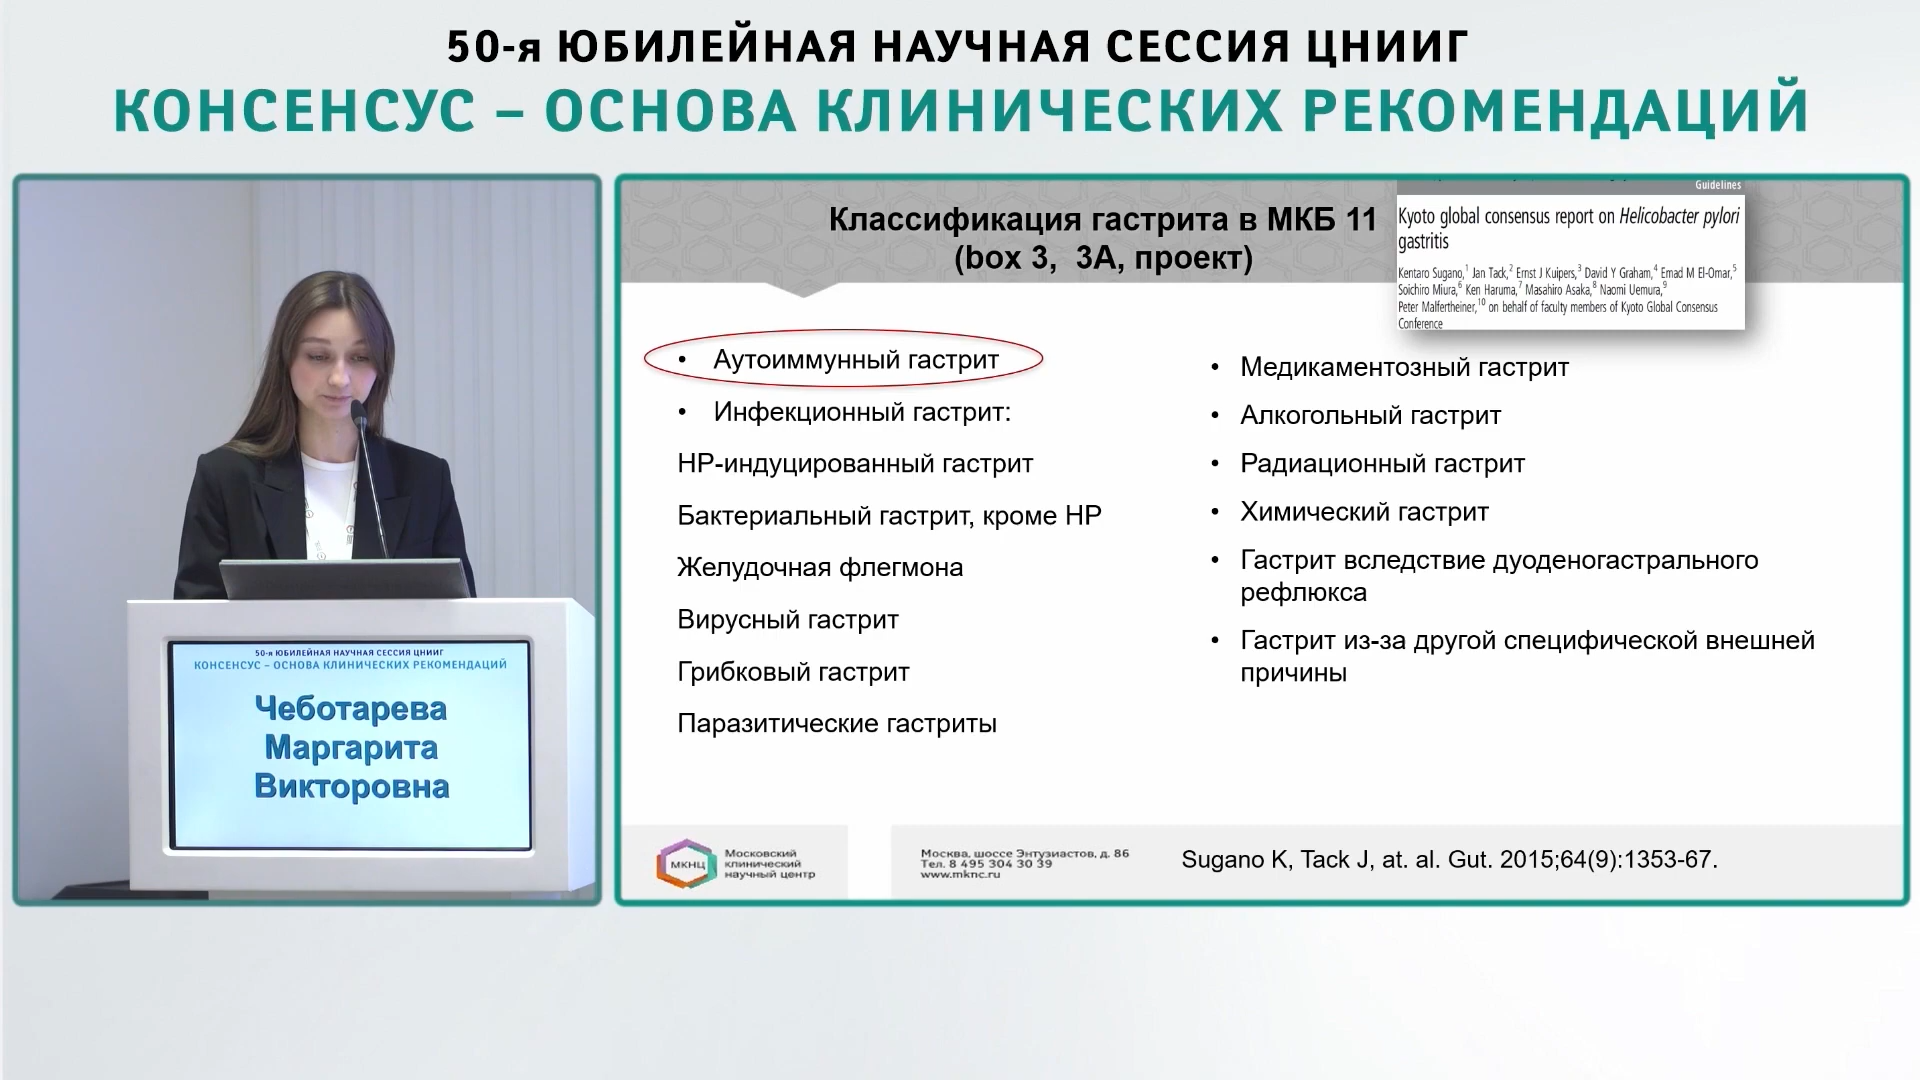 50-я ЮБИЛЕЙНАЯ НАУЧНАЯ СЕССИЯ ЦНИИГ
КОНСЕНСУС – ОСНОВА КЛИНИЧЕСКИХ РЕКОМЕНДАЦИЙ
50-я ЮБИЛЕЙНАЯ НАУЧНАЯ СЕССИЯ ЦНИИГ
КОНСЕНСУС – ОСНОВА КЛИНИЧЕСКИХ РЕКОМЕНДАЦИЙ
Чеботарева
Маргарита
Викторовна
Классификация гастрита в МКБ 11
(box 3,  3А, проект)
Guidelines
Kyoto global consensus report on Helicobacter pylori
gastritis
Kentaro Sugano,1 Jan Tack,2 Ernst J Kuipers,3 David Y Graham,4 Emad M El-Omar,5
Soichiro Miura,6 Ken Haruma,7 Masahiro Asaka,8 Naomi Uemura,9
Peter Malfertheiner,10 on behalf of faculty members of Kyoto Global Consensus
Conference
• Аутоиммунный гастрит
• Инфекционный гастрит:
НР-индуцированный гастрит
Бактериальный гастрит, кроме НР
Желудочная флегмона
Вирусный гастрит
Грибковый гастрит
Паразитические гастриты
• Медикаментозный гастрит
• Алкогольный гастрит
• Радиационный гастрит
• Химический гастрит
• Гастрит вследствие дуоденогастрального
рефлюкса
• Гастрит из-за другой специфической внешней
причины
МКНЦ
Московский
клинический
научный центр
Москва, шоссе Энтузиастов, д. 86
Тел. 8 495 304 30 39
www.mknc.ru
Sugano K, Tack J, at. al. Gut. 2015;64(9):1353-67.